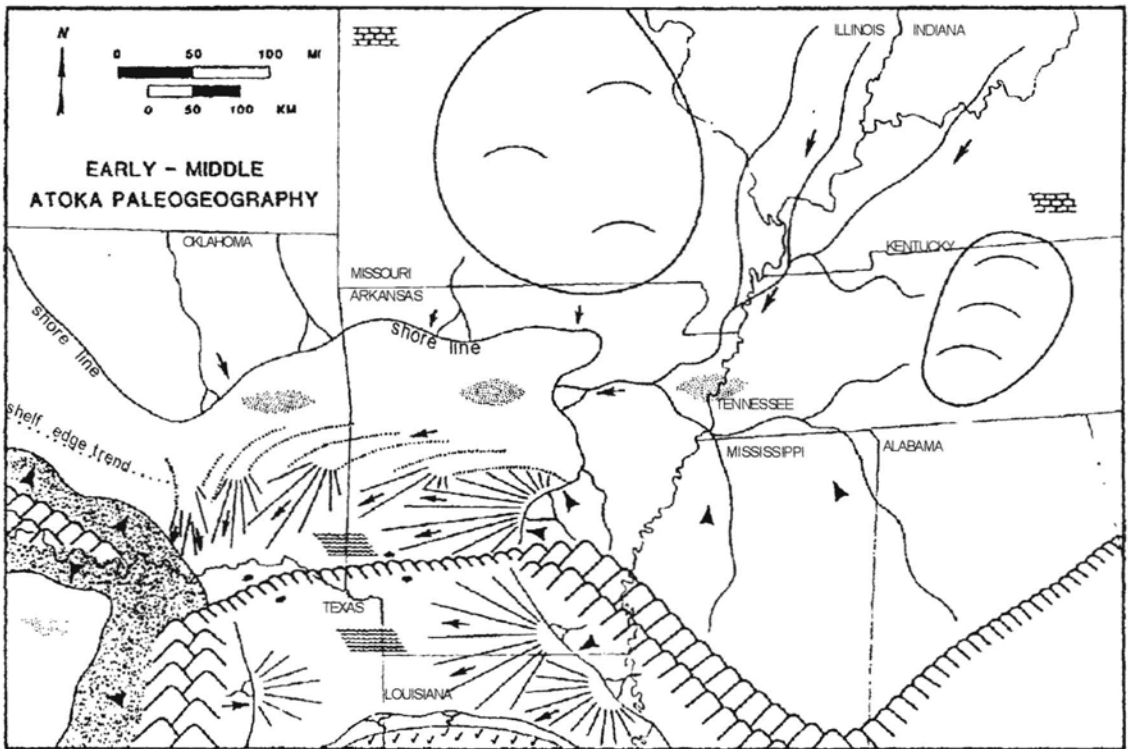 N
0 50 100 MI
0 50 100 KM
EARLY - MIDDLE
ATOKA PALEOGEOGRAPHY
ILLINOIS
INDIANA
OKLAHOMA
MISSOURI
ARKANSAS
KENTUCKY
shore line
shore line
shelf edge trend
TENNESSEE
MISSISSIPPI
ALABAMA
TEXAS
LOUISIANA